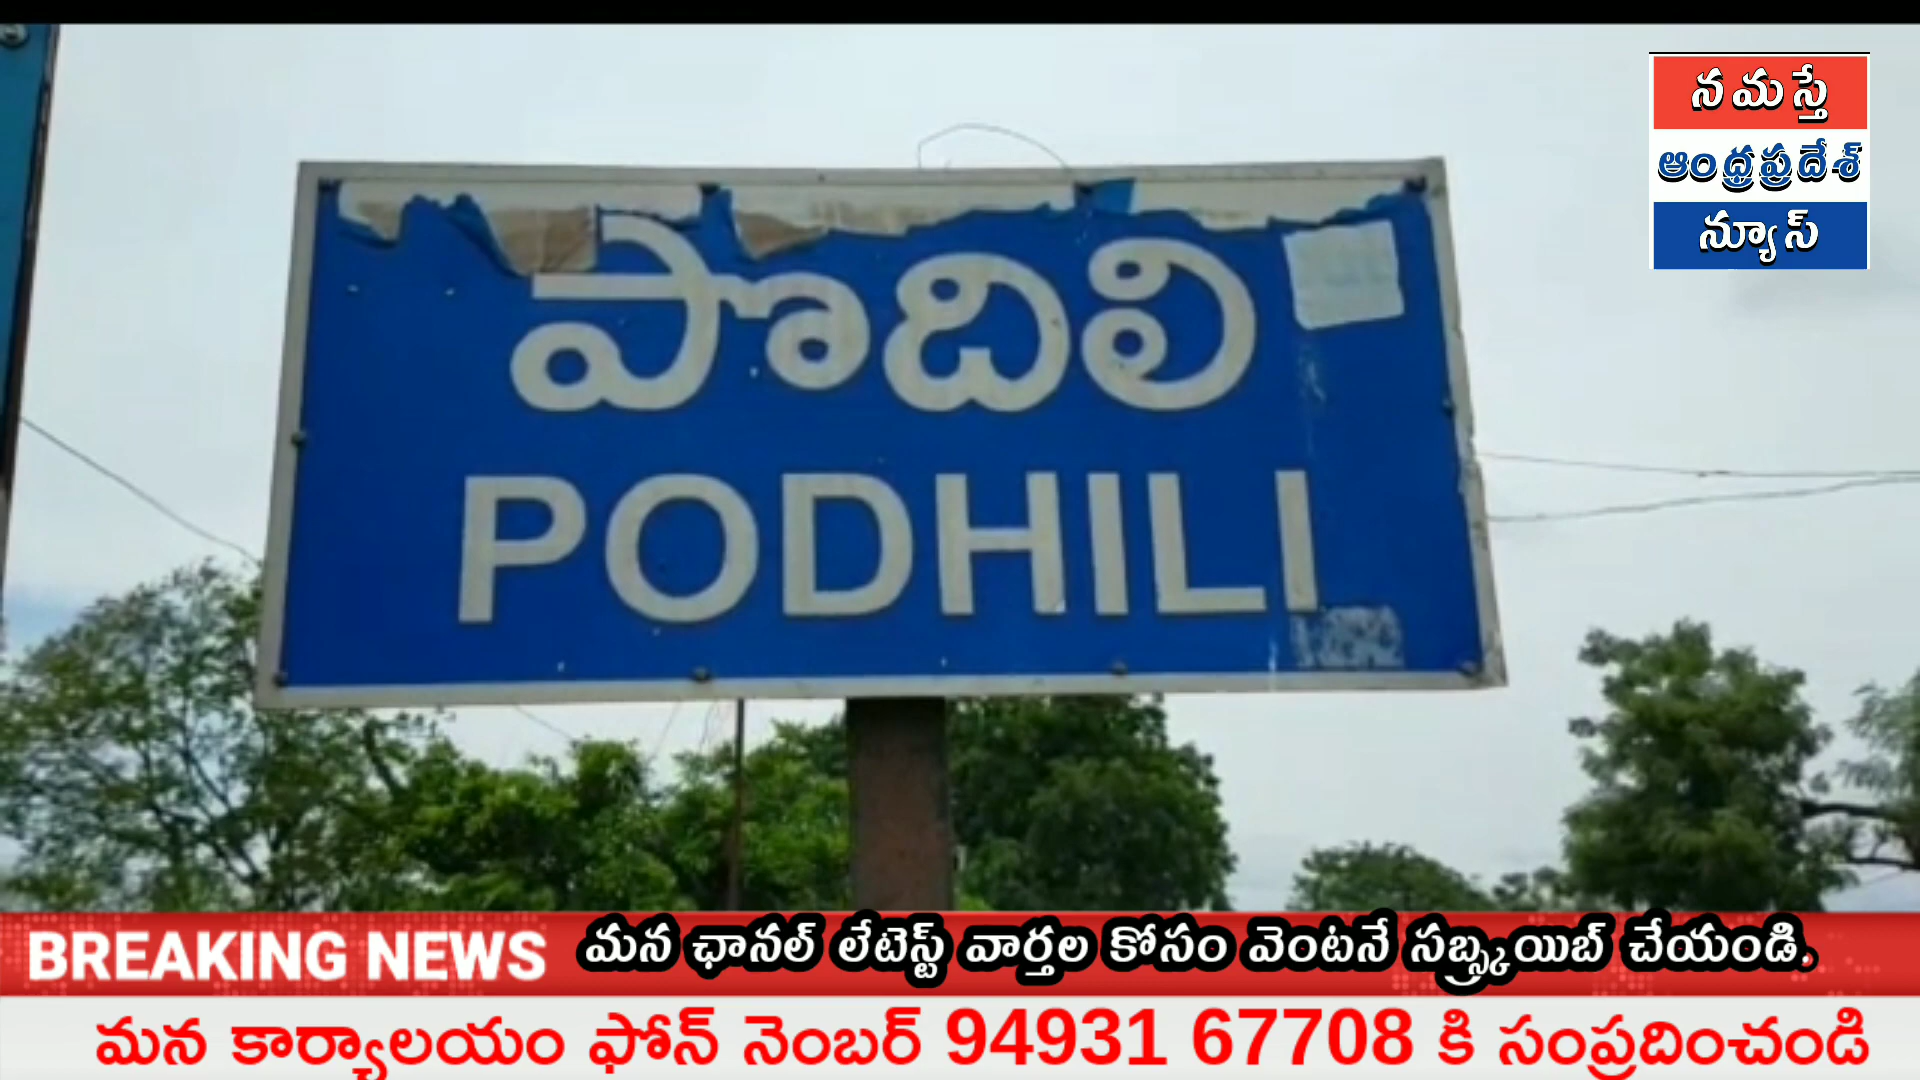 నమస్తే
ఆంధ్రప్రదేశ్
న్యూస్
పొదిలి
PODHILI
BREAKING NEWS మన ఛానల్ లేటెస్ట్ వార్తల కోసం వెంటనే సబ్స్క్రయిబ్ చేయండి.
మన కార్యాలయం ఫోన్ నెంబర్ 94931 67708 కి సంప్రదించండి